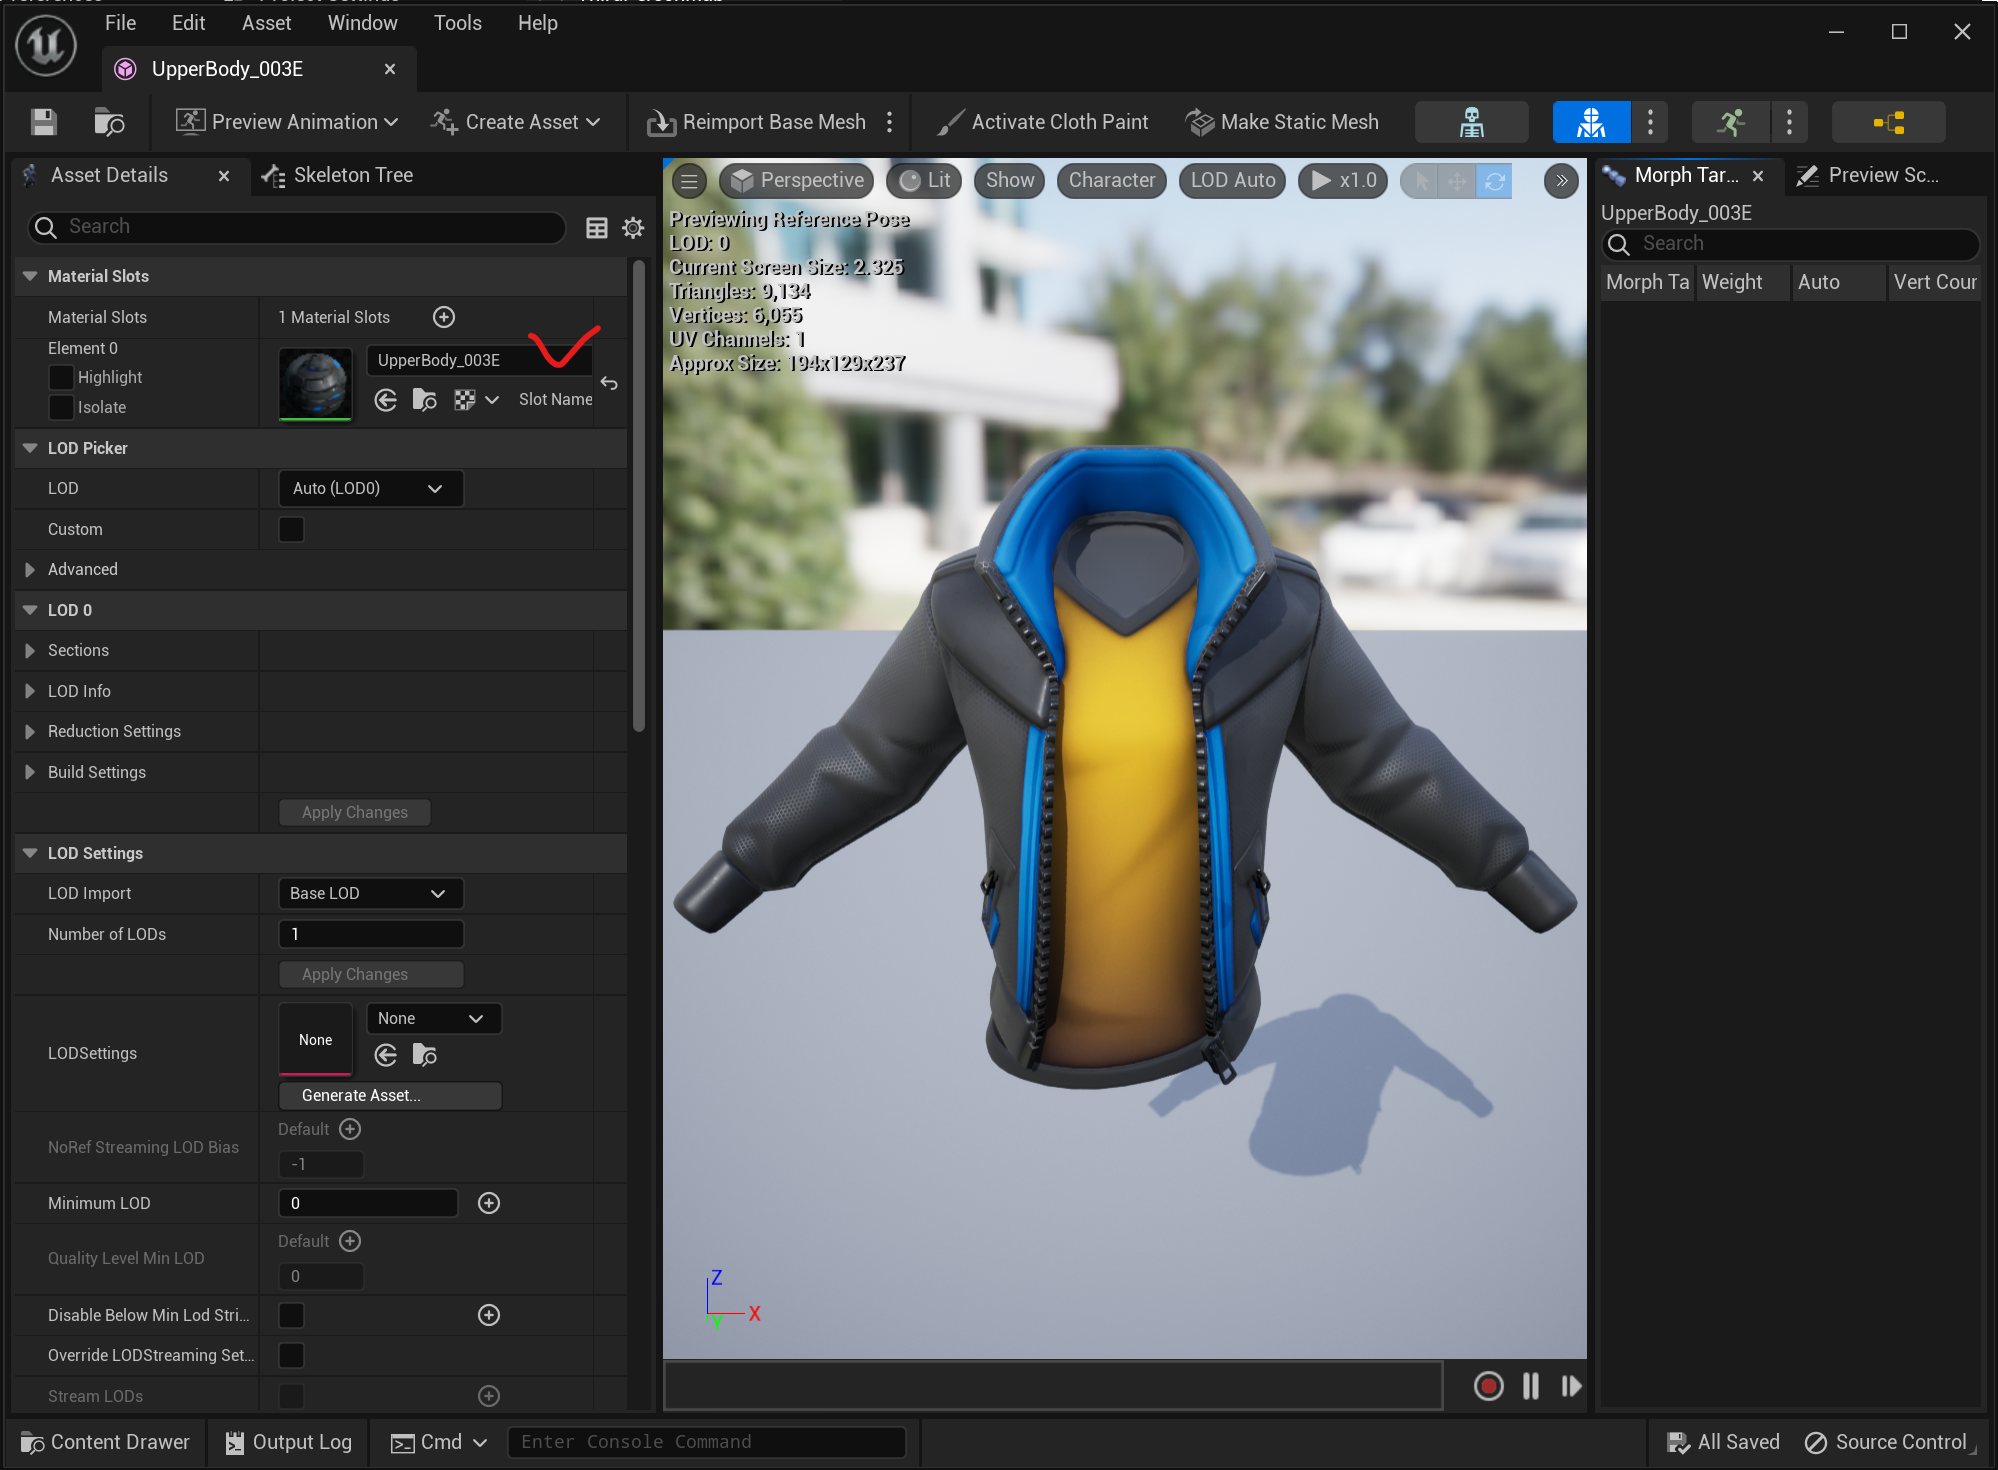 File Edit Asset Window Tools Help
UpperBody_003E
Preview Animation Create Asset Reimport Base Mesh Activate Cloth Paint Make Static Mesh
Asset Details Skeleton Tree
Search
Material Slots
Material Slots 1 Material Slots
Element 0
Highlight
Isolate
UpperBody_003E
Slot Name
LOD Picker
LOD Auto (LOD0)
Custom
Advanced
LOD 0
Sections
LOD Info
Reduction Settings
Build Settings
Apply Changes
LOD Settings
LOD Import Base LOD
Number of LODs 1
Apply Changes
LODSettings
None
None
Generate Asset...
NoRef Streaming LOD Bias
Default
-1
Minimum LOD 0
Quality Level Min LOD
Default
0
Disable Below Min Lod Stri...
Override LODStreaming Set...
Stream LODs
Perspective Lit Show Character LOD Auto x1.0
Previewing Reference Pose
LOD: 0
Current Screen Size: 2.325
Triangles: 9,134
Vertices: 6,055
UV Channels: 1
Approx Size: 194x129x237
Z
X
Y
Morph Tar... Preview Sc...
UpperBody_003E
Search
Morph Ta Weight Auto Vert Cour
Content Drawer Output Log Cmd Enter Console Command All Saved Source Control